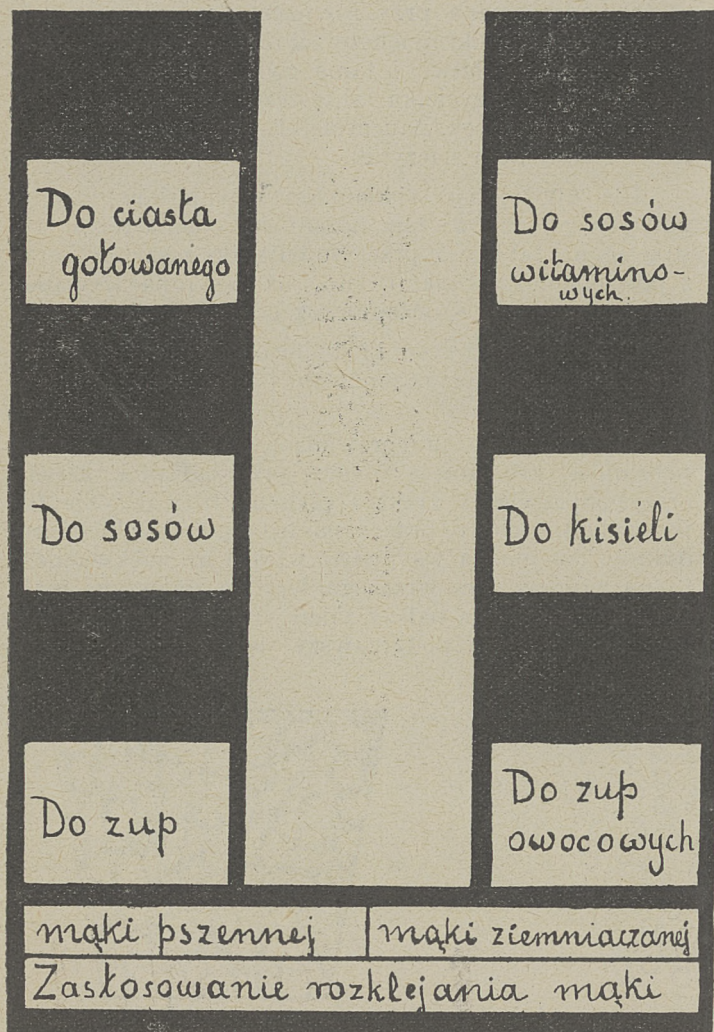 Do ciasta
gotowanego
Do sosów
witamino-
wych.
Do sosów
Do kisieli
Do zup
Do zup
owocowych
mąki pszennej
mąki ziemniaczanej
Zastosowanie rozklejania mąki